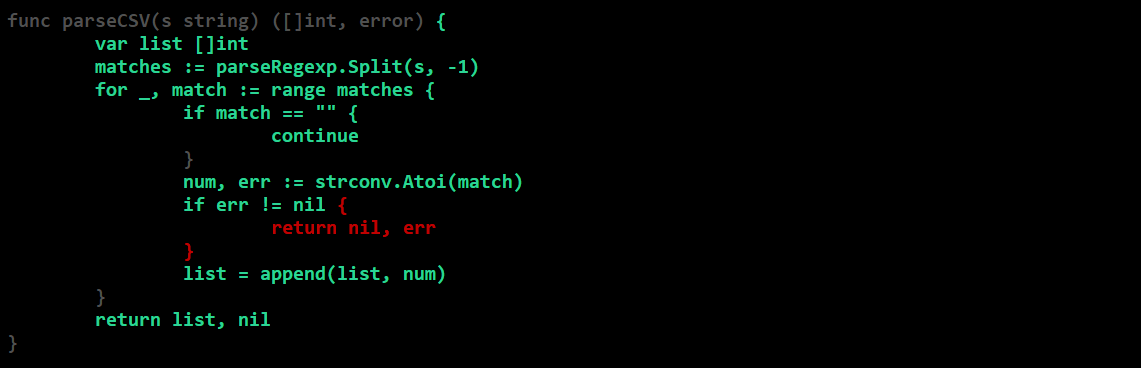 func parseCSV(s string) ([]int, error) {
        var list []int
        matches := parseRegexp.Split(s, -1)
        for _, match := range matches {
                if match == "" {
                        continue
                }
                num, err := strconv.Atoi(match)
                if err != nil {
                        return nil, err
                }
                list = append(list, num)
        }
        return list, nil
}